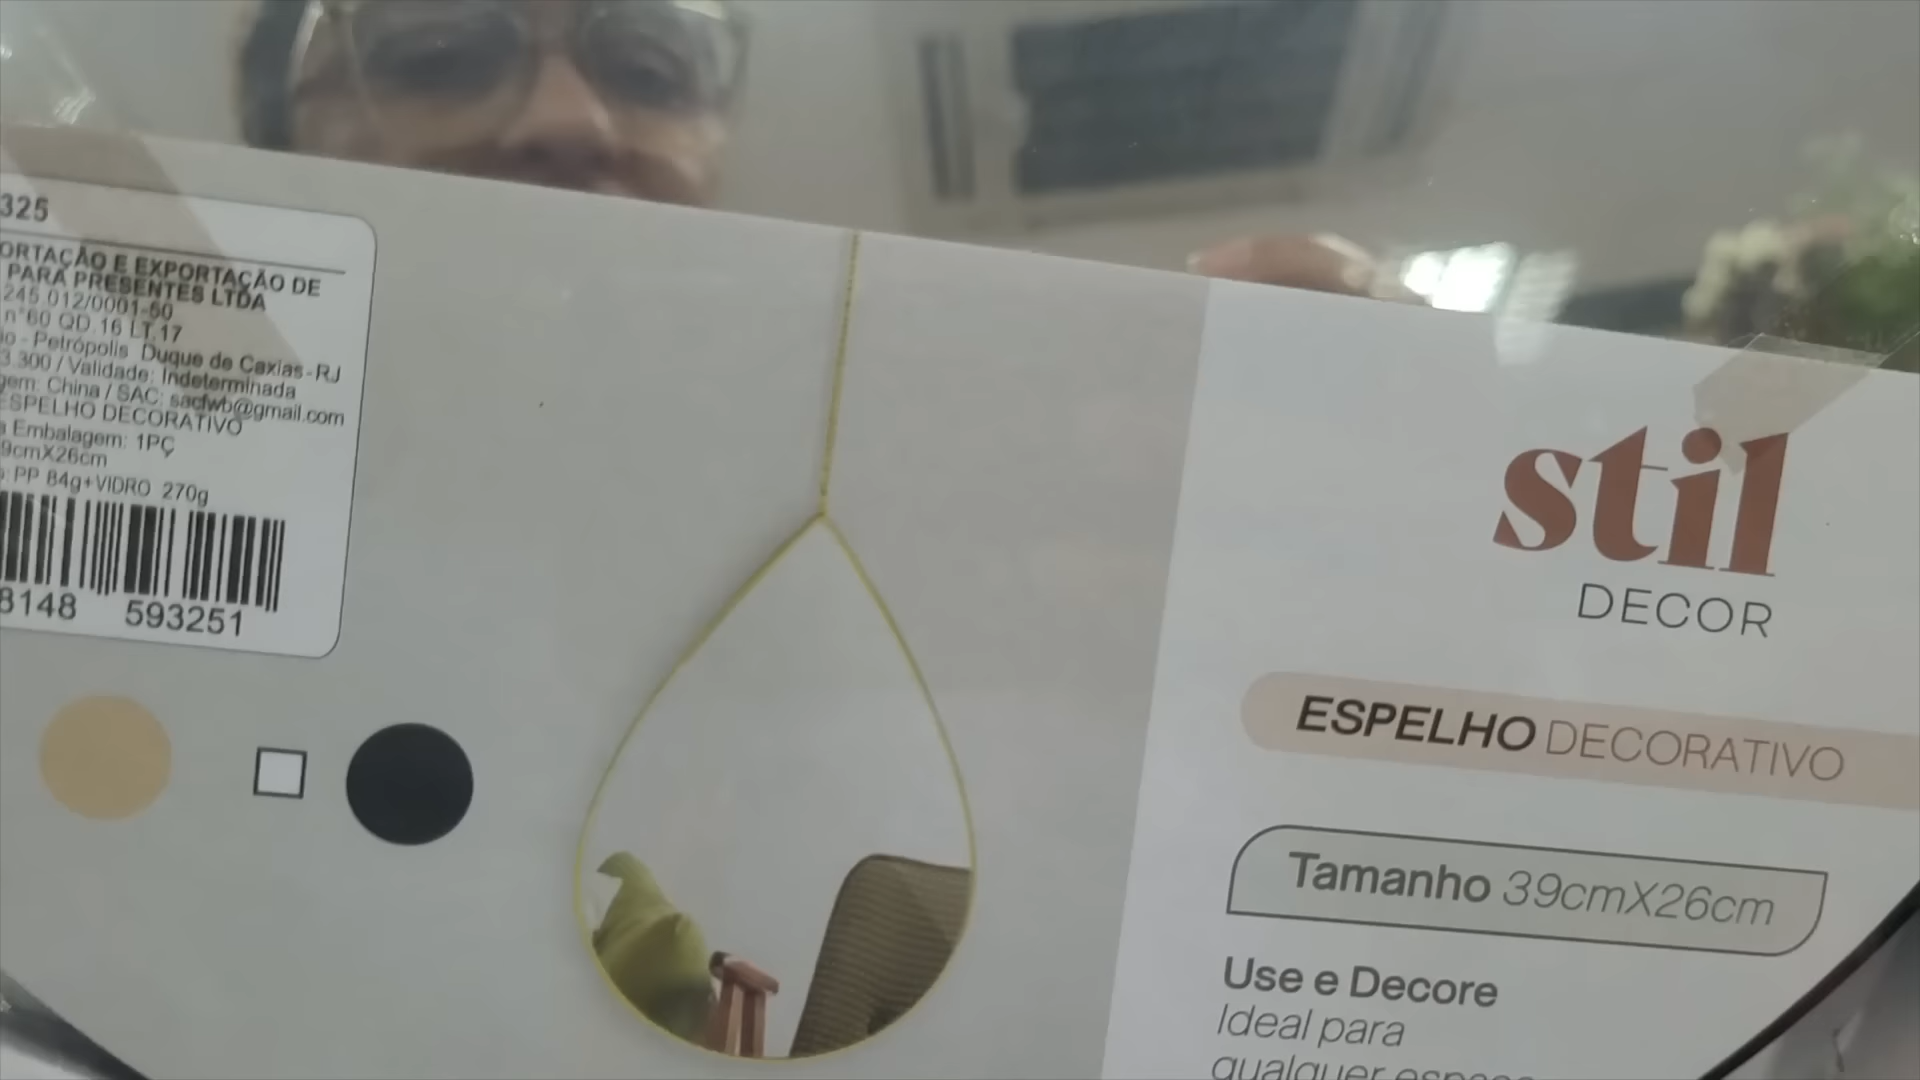 325
ORTAÇÃO E EXPORTAÇÃO DE
PARA PRESENTES LTDA
245.012/0001-60
n°60 QD.16 LT.17
io - Petrópolis Duque de Caxias-RJ
3.300 / Validade: Indeterminada
gem: China / SAC: sacfwb@gmail.com
ESPELHO DECORATIVO
a Embalagem: 1PÇ
9cmX26cm
: PP 84g+VIDRO 270g
8148 593251
stil
DECOR
ESPELHO DECORATIVO
Tamanho 39cmX26cm
Use e Decore
Ideal para
qualquer